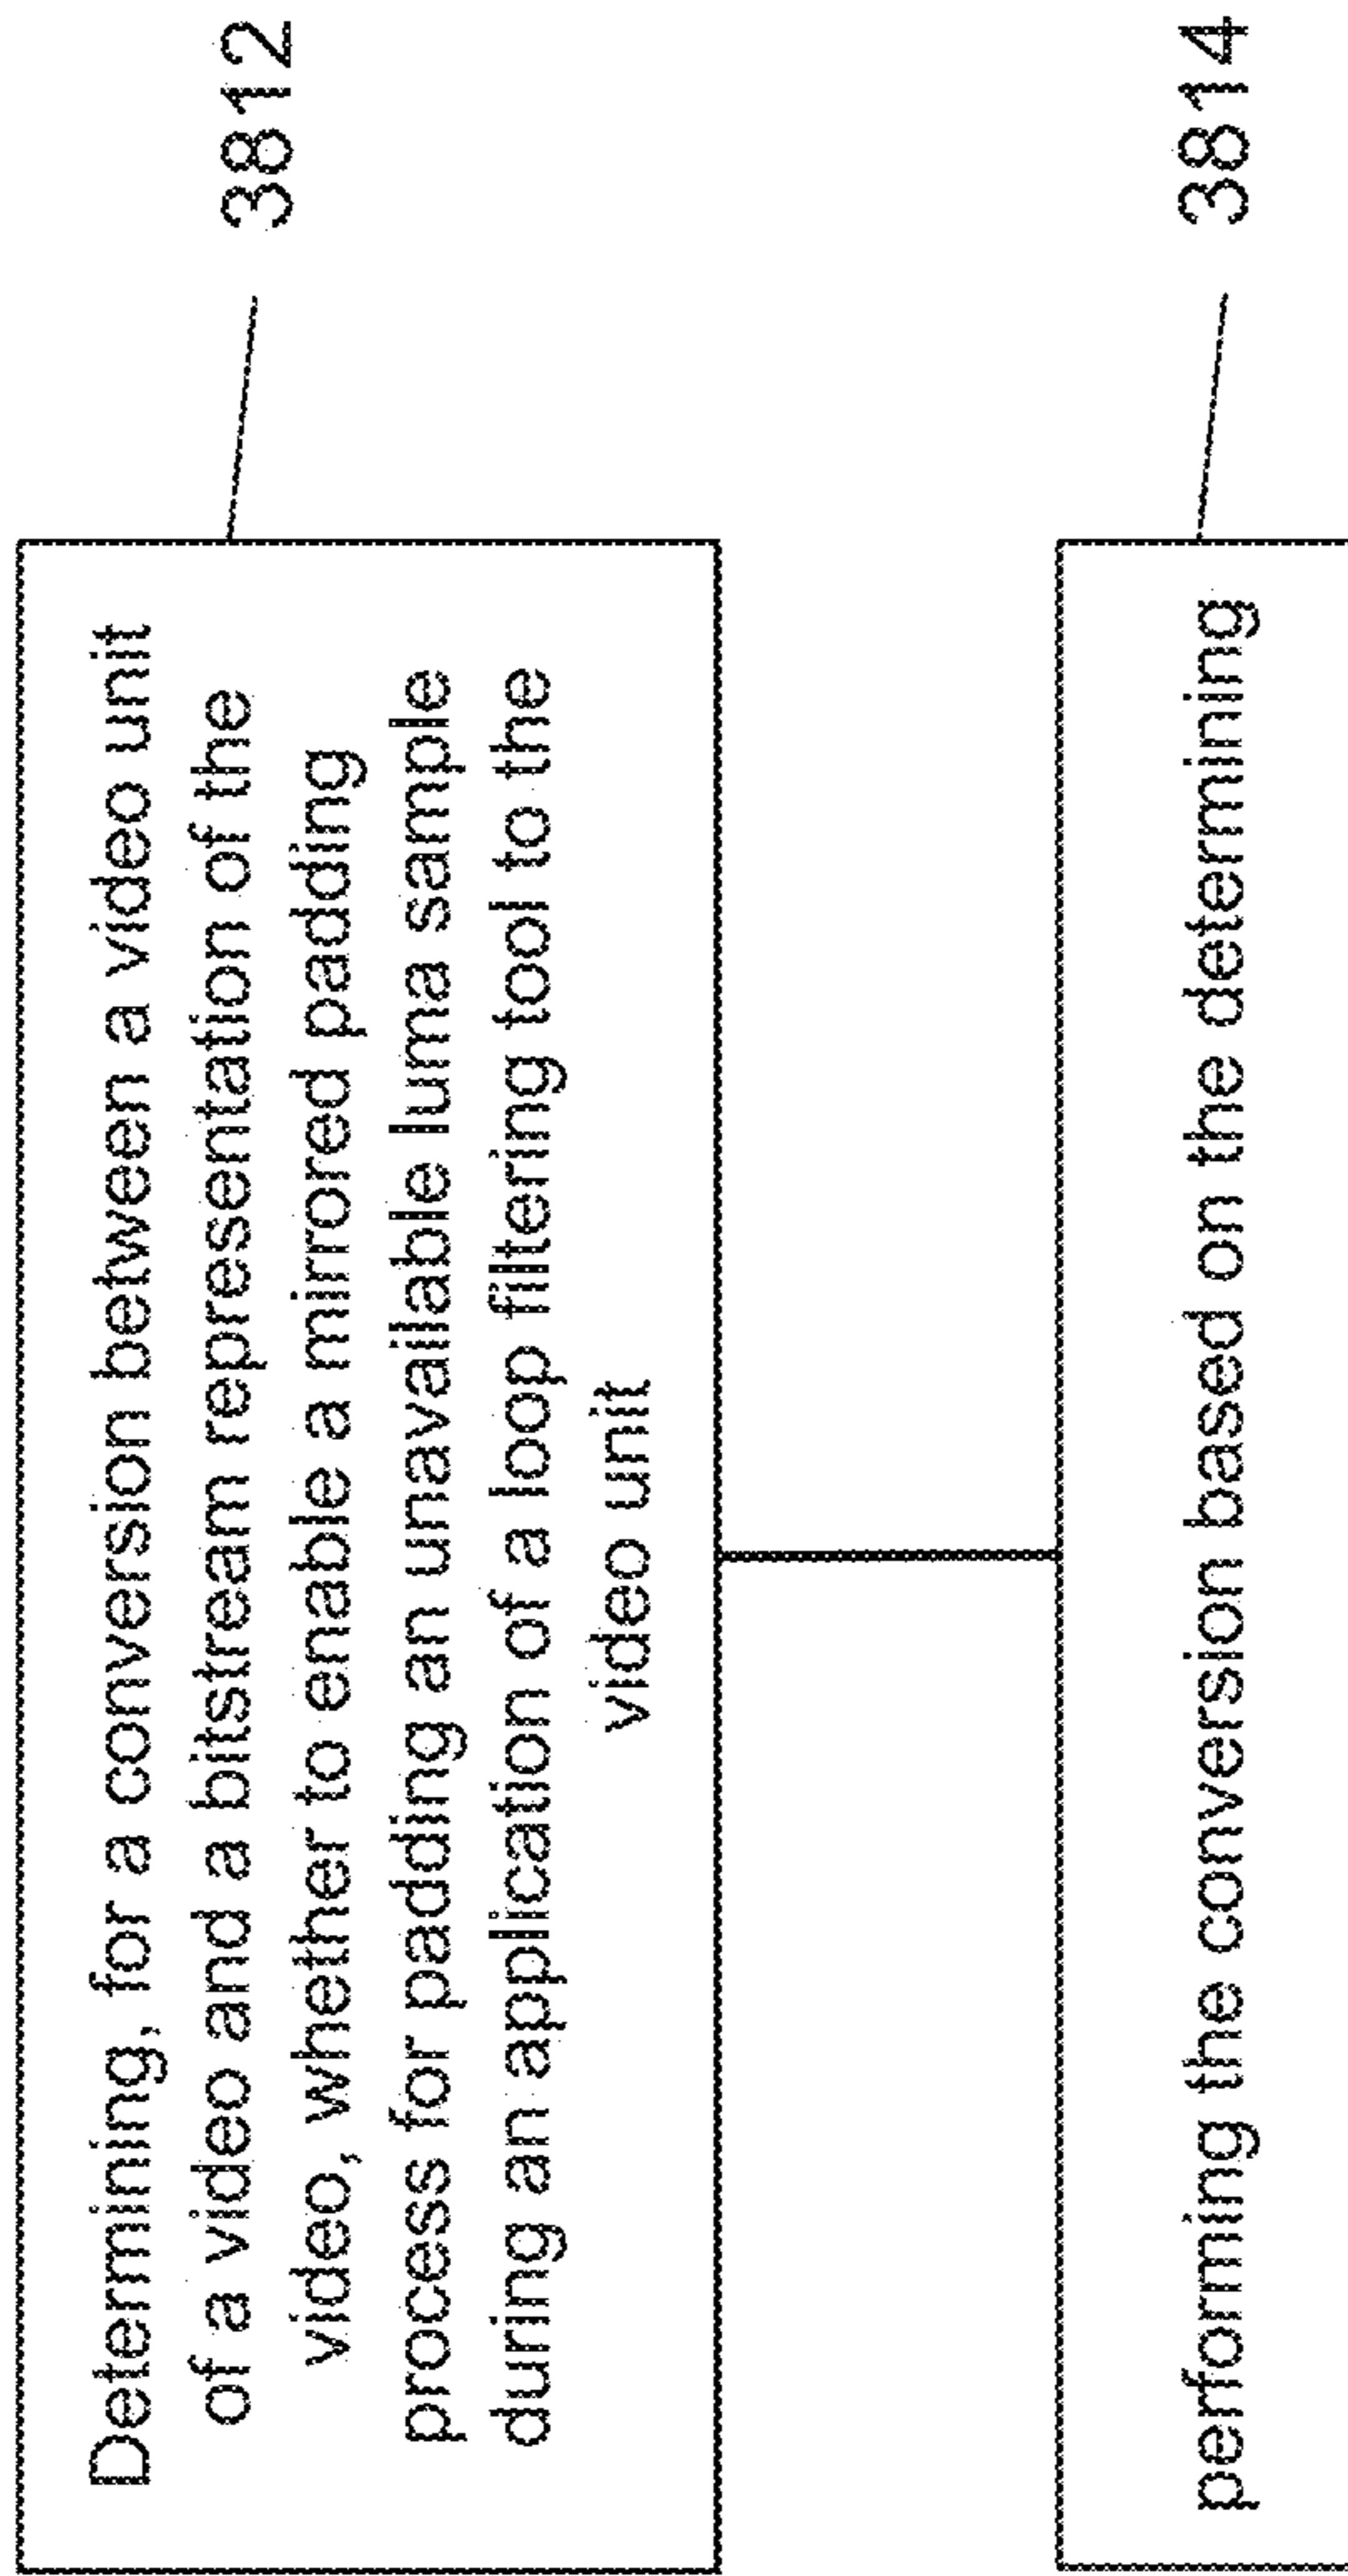 Determining, for a conversion between a video unit
of a video and a bitstream representation of the
video, whether to enable a mirrored padding
process for padding an unavailable luma sample
during an application of a loop filtering tool to the
video unit
3812
performing the conversion based on the determining
3814